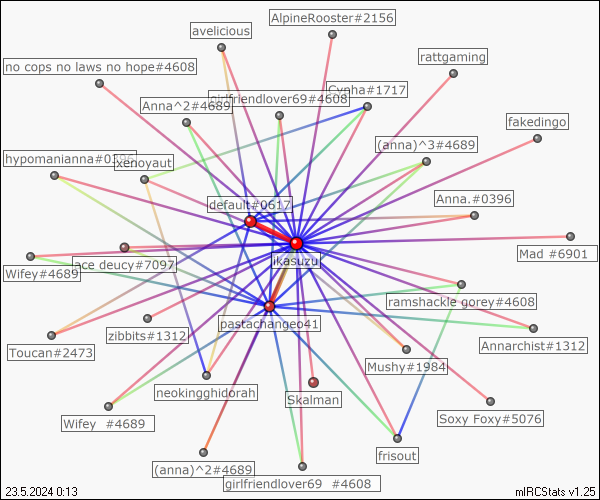 AlpineRooster#2156
avelicious
rattgaming
no cops no laws no hope#4608
girlfriendlover69#4608
Cynha#1717
Anna^2#4689
fakedingo
(anna)^3#4689
hypomanianna#0396
xenoyaut
Anna.#0396
default#0617
Mad #6901
ikasuzu
Wifey#4689
ace deucy#7097
ramshackle gorey#4608
pastachangeo41
zibbits#1312
Annarchist#1312
Toucan#2473
Mushy#1984
neokingghidorah
Skalman
Soxy Foxy#5076
Wifey #4689
frisout
(anna)^2#4689
girlfriendlover69 #4608
23.5.2024 0:13
mIRCStats v1.25